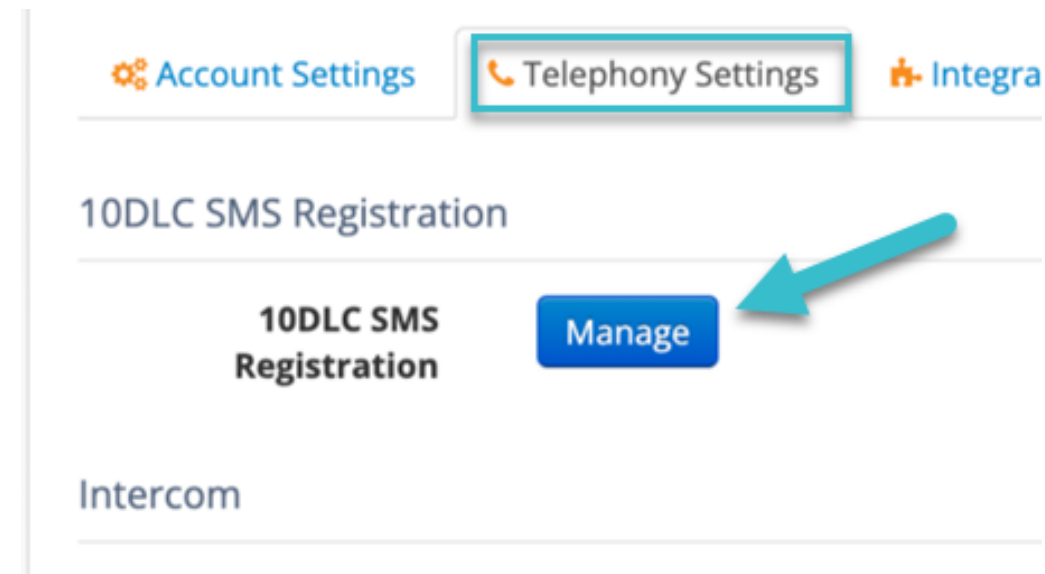 Account Settings Telephony Settings Integra
10DLC SMS Registration
10DLC SMS
Registration
Manage
Intercom